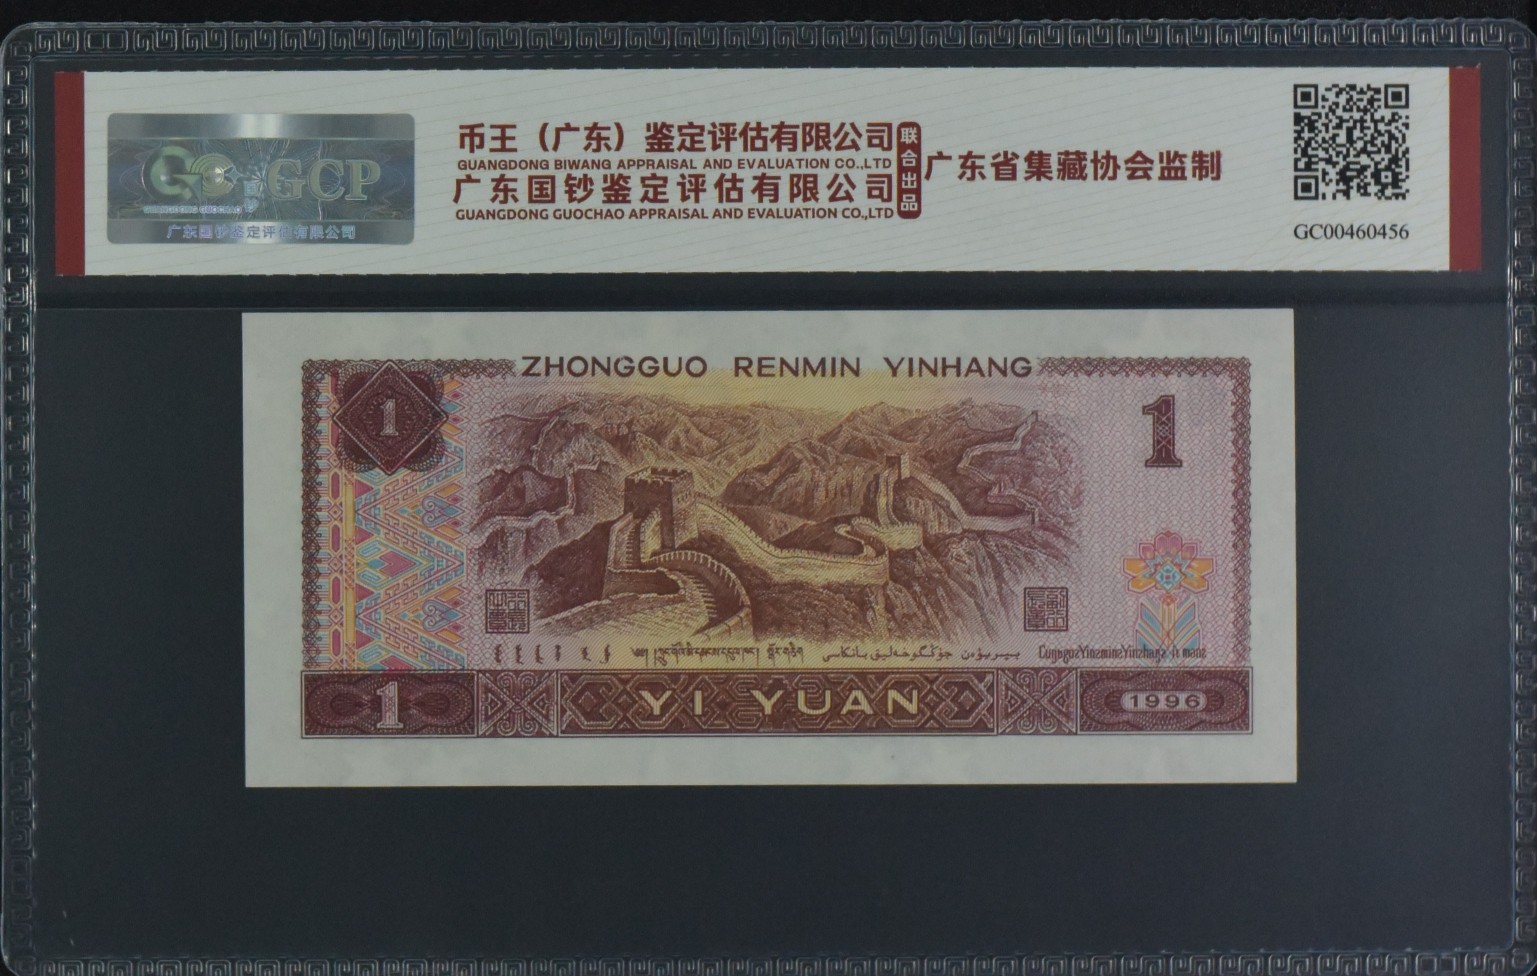 币王（广东）鉴定评估有限公司
GUANGDONG BIWANG APPRAISAL AND EVALUATION CO.,LTD
广东国钞鉴定评估有限公司
GUANGDONG GUOCHAO APPRAISAL AND EVALUATION CO.,LTD
联合出品
广东省集藏协会监制
GCP
GUANGDONG GUOCHAO
广东国钞鉴定评估有限公司
GC00460456
ZHONGGUO RENMIN YINHANG
1
1
1
YI YUAN
1996